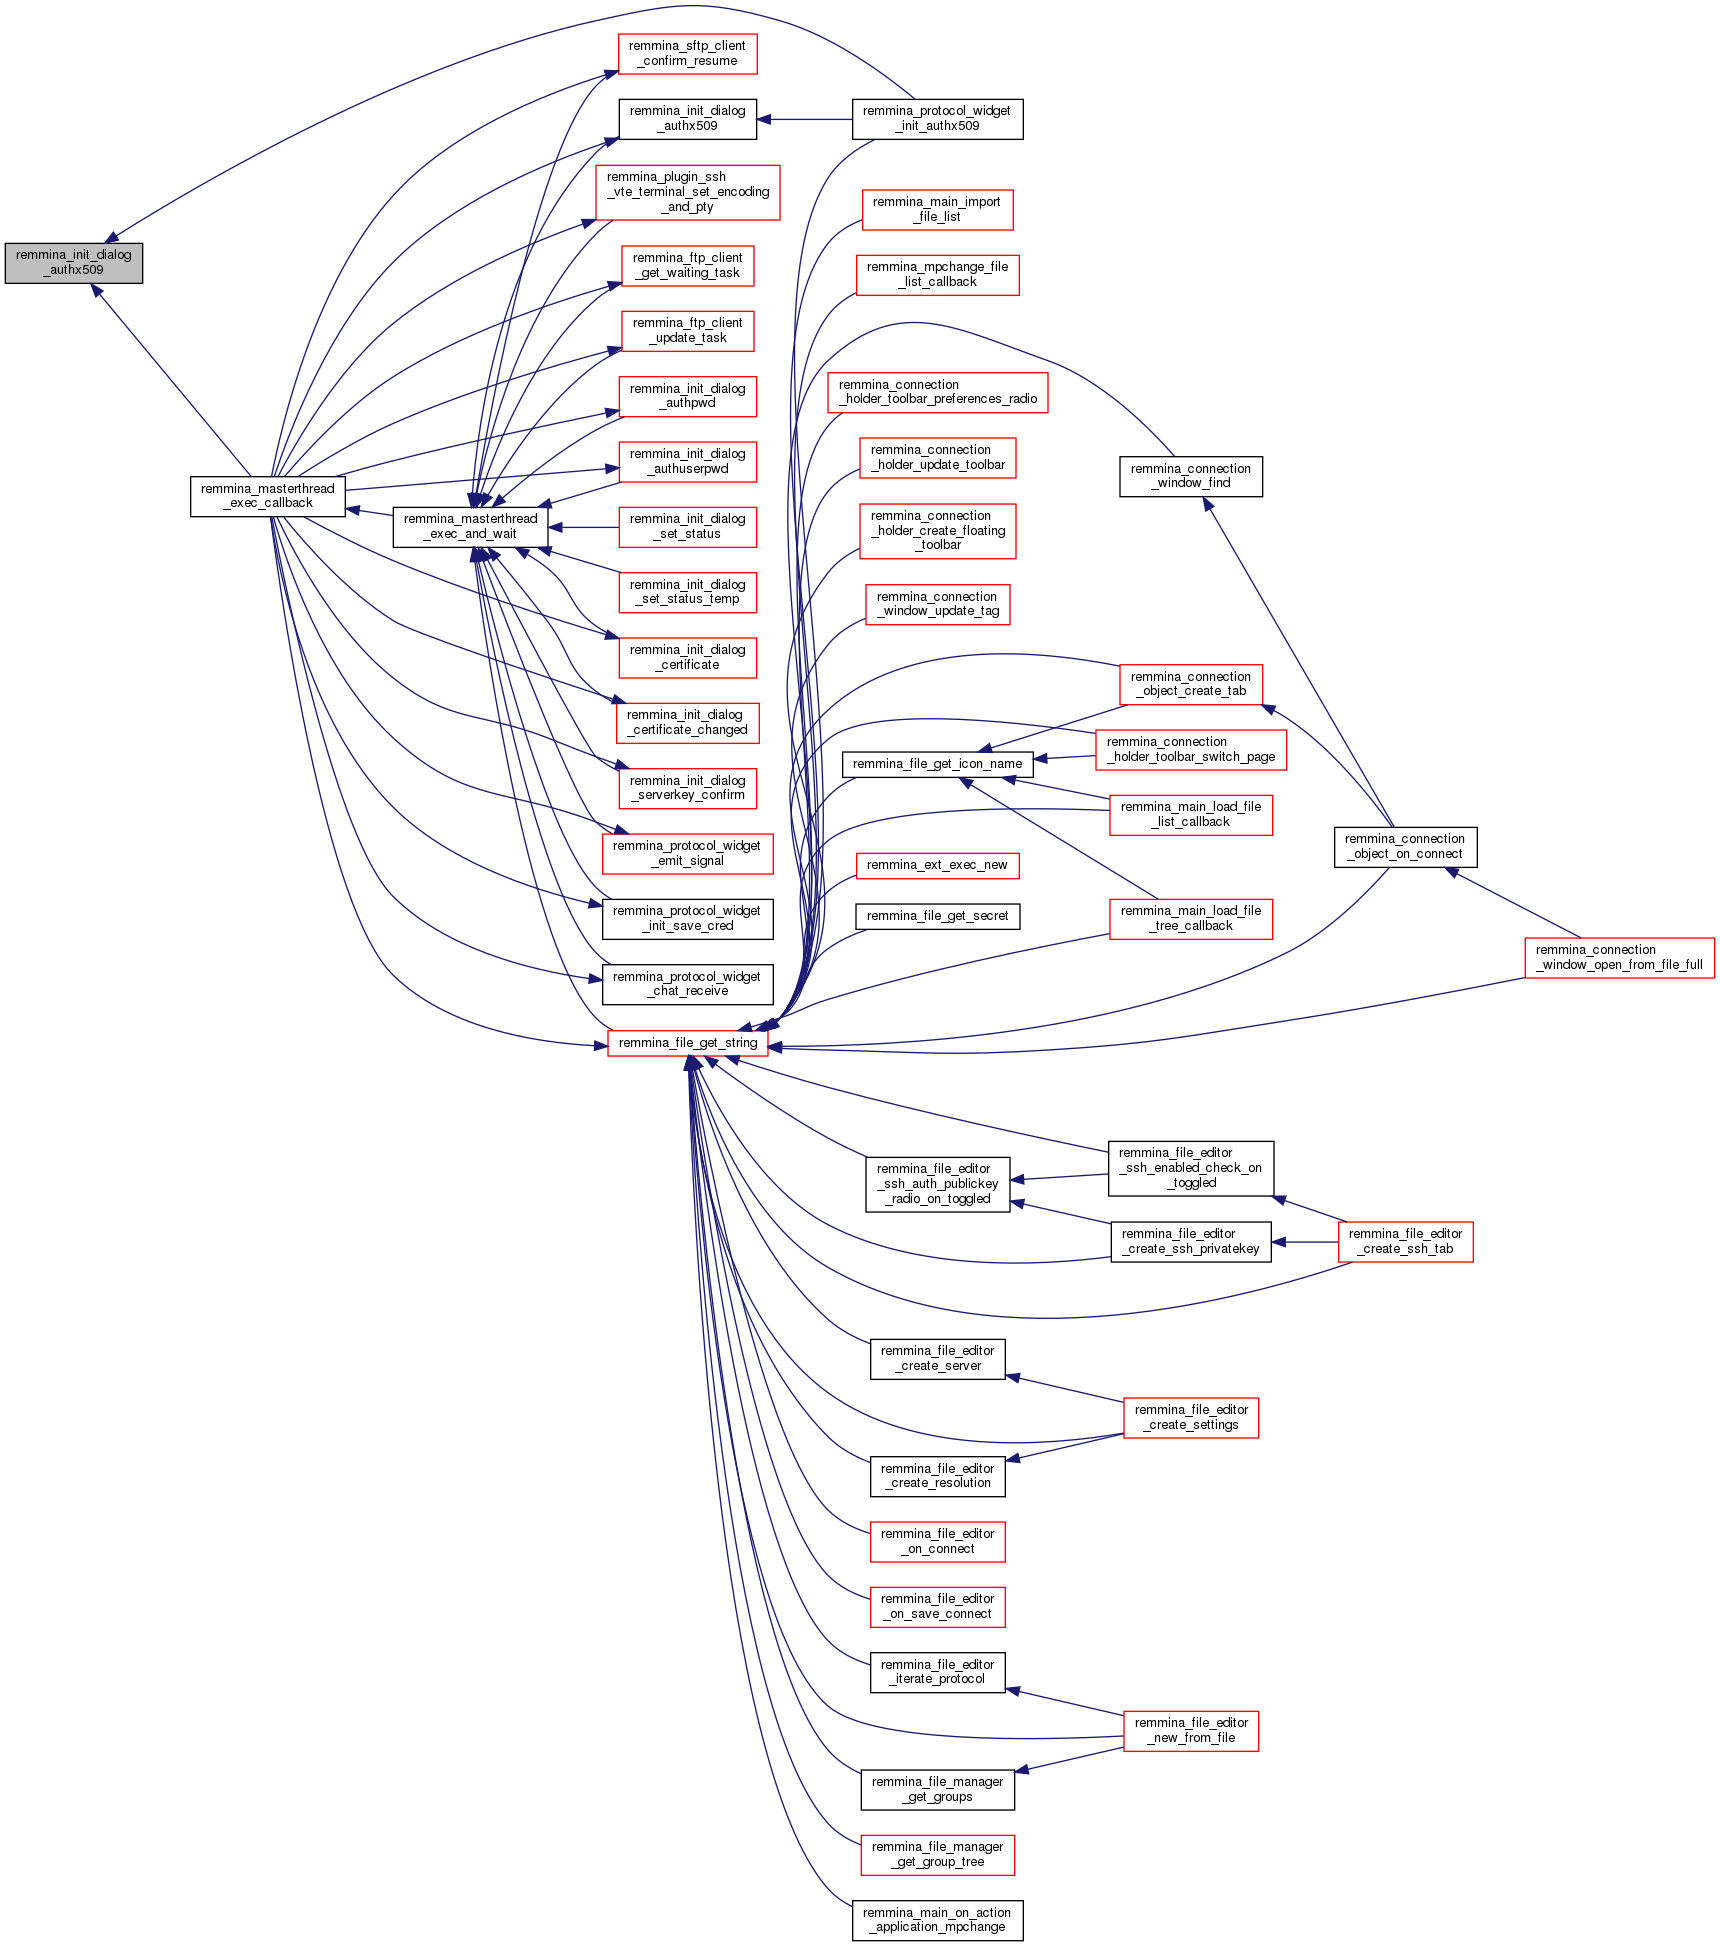 remmina_init_dialog
_authx509
remmina_masterthread
_exec_callback
remmina_masterthread
_exec_and_wait
remmina_sftp_client
_confirm_resume
remmina_init_dialog
_authx509
remmina_plugin_ssh
_vte_terminal_set_encoding
_and_pty
remmina_ftp_client
_get_waiting_task
remmina_ftp_client
_update_task
remmina_init_dialog
_authpwd
remmina_init_dialog
_authuserpwd
remmina_init_dialog
_set_status
remmina_init_dialog
_set_status_temp
remmina_init_dialog
_certificate
remmina_init_dialog
_certificate_changed
remmina_init_dialog
_serverkey_confirm
remmina_protocol_widget
_emit_signal
remmina_protocol_widget
_init_save_cred
remmina_protocol_widget
_chat_receive
remmina_file_get_string
remmina_protocol_widget
_init_authx509
remmina_main_import
_file_list
remmina_mpchange_file
_list_callback
remmina_connection
_holder_toolbar_preferences_radio
remmina_connection
_holder_update_toolbar
remmina_connection
_holder_create_floating
_toolbar
remmina_connection
_window_update_tag
remmina_file_get_icon_name
remmina_ext_exec_new
remmina_file_get_secret
remmina_file_editor
_ssh_auth_publickey
_radio_on_toggled
remmina_file_editor
_create_server
remmina_file_editor
_create_resolution
remmina_file_editor
_on_connect
remmina_file_editor
_on_save_connect
remmina_file_editor
_iterate_protocol
remmina_file_manager
_get_groups
remmina_file_manager
_get_group_tree
remmina_main_on_action
_application_mpchange
remmina_connection
_window_find
remmina_connection
_object_create_tab
remmina_connection
_holder_toolbar_switch_page
remmina_main_load_file
_list_callback
remmina_main_load_file
_tree_callback
remmina_file_editor
_ssh_enabled_check_on
_toggled
remmina_file_editor
_create_ssh_privatekey
remmina_file_editor
_create_settings
remmina_file_editor
_new_from_file
remmina_connection
_object_on_connect
remmina_file_editor
_create_ssh_tab
remmina_connection
_window_open_from_file_full